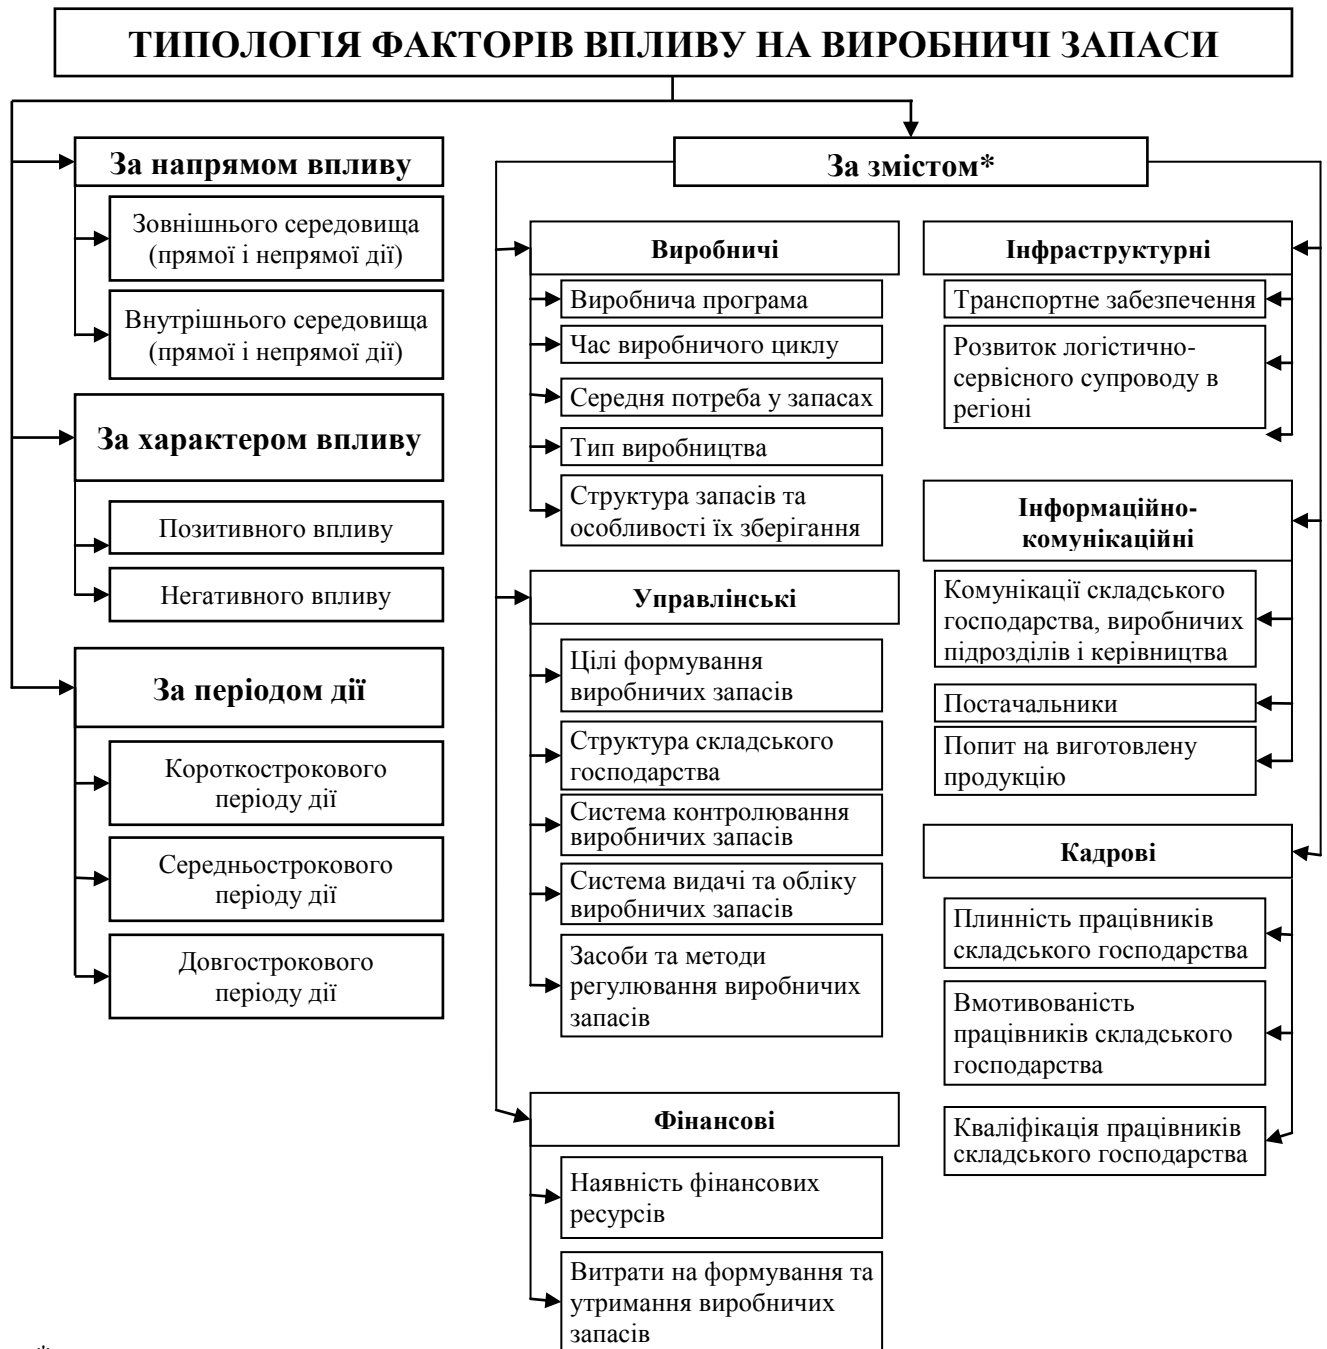 ТИПОЛОГІЯ ФАКТОРІВ ВПЛИВУ НА ВИРОБНИЧІ ЗАПАСИ
За напрямом впливу
Зовнішнього середовища
(прямої і непрямої дії)
Внутрішнього середовища
(прямої і непрямої дії)
За характером впливу
Позитивного впливу
Негативного впливу
За періодом дії
Короткострокового
періоду дії
Середньострокового
періоду дії
Довгострокового
періоду дії
За змістом*
Виробничі
Виробнича програма
Час виробничого циклу
Середня потреба у запасах
Тип виробництва
Структура запасів та
особливості їх зберігання
Управлінські
Цілі формування
виробничих запасів
Структура складського
господарства
Система контролювання
виробничих запасів
Система видачі та обліку
виробничих запасів
Засоби та методи
регулювання виробничих
запасів
Фінансові
Наявність фінансових
ресурсів
Витрати на формування та
утримання виробничих
запасів
Інфраструктурні
Транспортне забезпечення
Розвиток логістично-
сервісного супроводу в
регіоні
Інформаційно-
комунікаційні
Комунікації складського
господарства, виробничих
підрозділів і керівництва
Постачальники
Попит на виготовлену
продукцію
Кадрові
Плинність працівників
складського господарства
Вмотивованість
працівників складського
господарства
Кваліфікація працівників
складського господарства
*